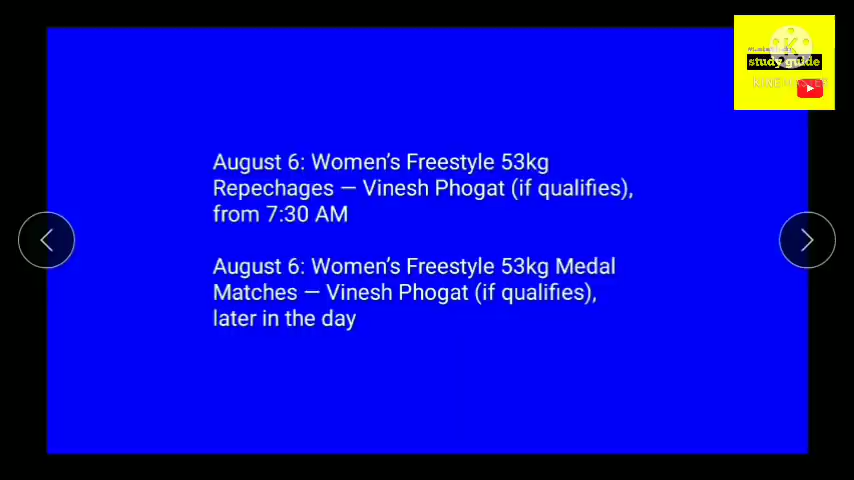 study guide
KINEMASTER
August 6: Women's Freestyle 53kg
Repechages — Vinesh Phogat (if qualifies),
from 7:30 AM
August 6: Women's Freestyle 53kg Medal
Matches — Vinesh Phogat (if qualifies),
later in the day